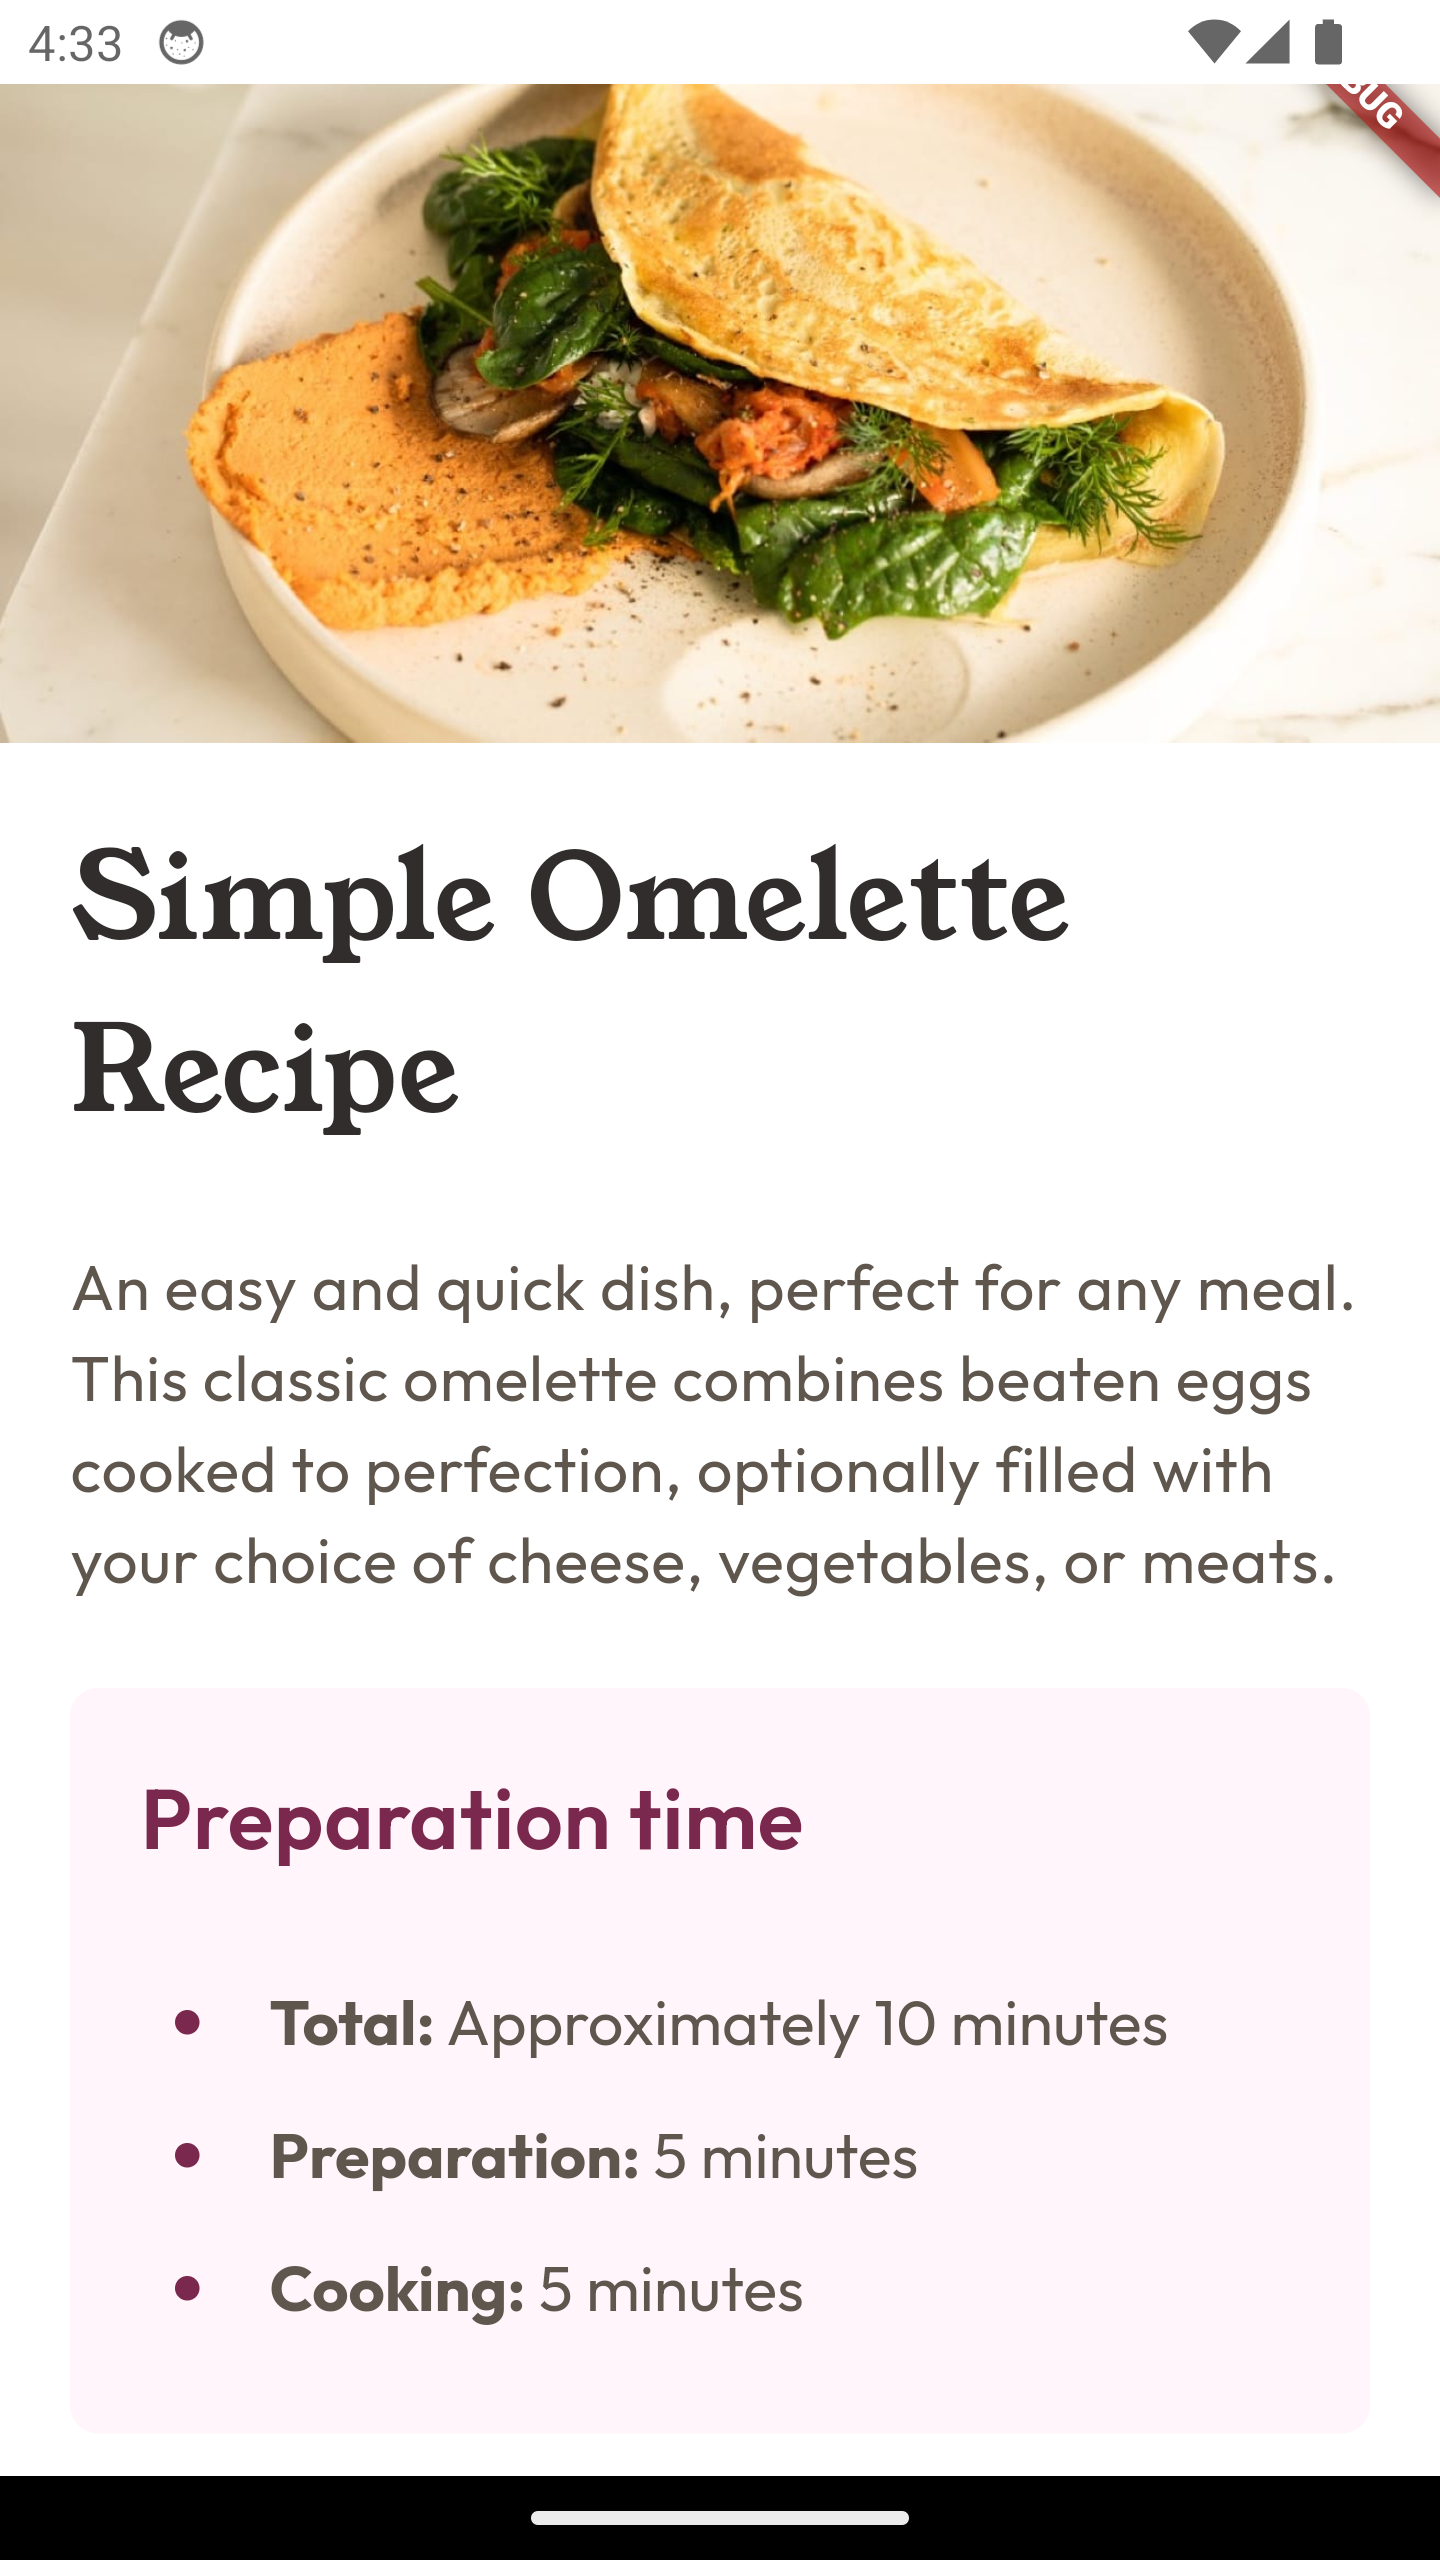 4:33
BUG
Simple Omelette
Recipe
An easy and quick dish, perfect for any meal.
This classic omelette combines beaten eggs
cooked to perfection, optionally filled with
your choice of cheese, vegetables, or meats.
Preparation time
• Total: Approximately 10 minutes
• Preparation: 5 minutes
• Cooking: 5 minutes